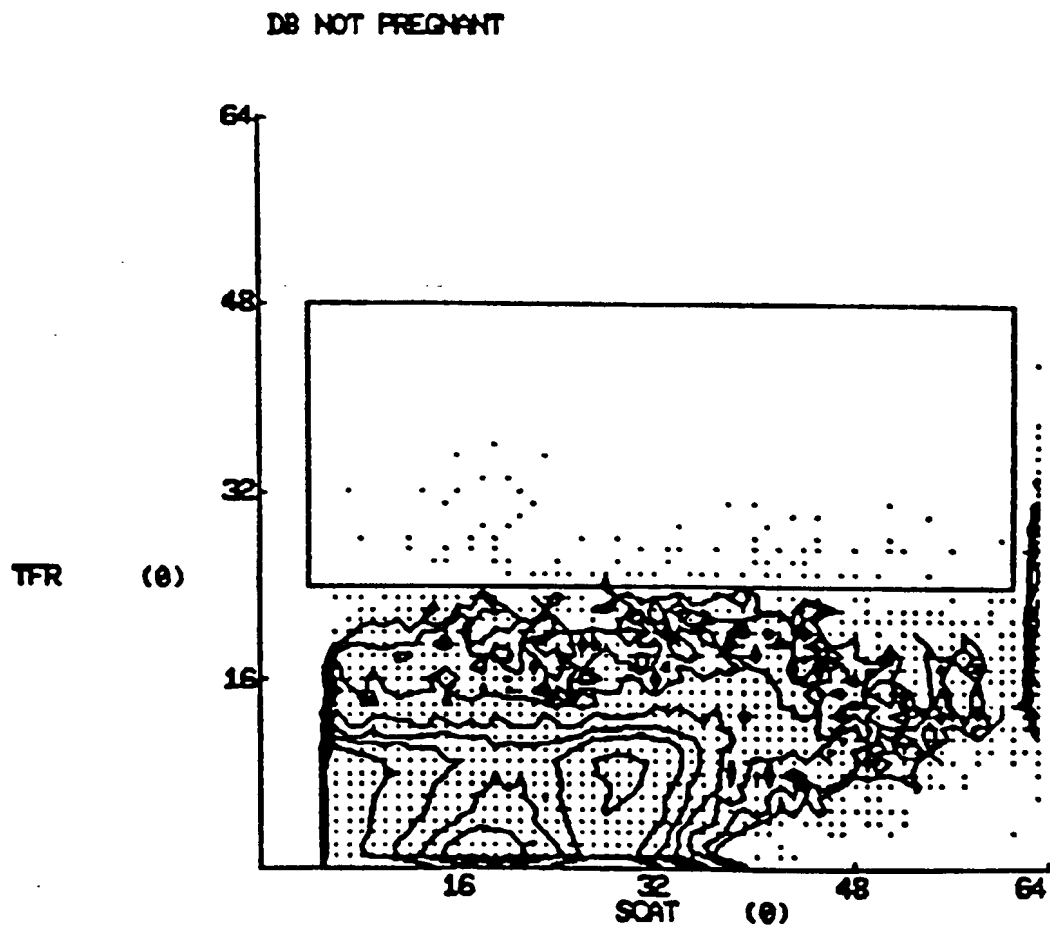 DB NOT PREGNANT
64
48
32
TFR (0)
16
16 32 48 64
SCAT (0)